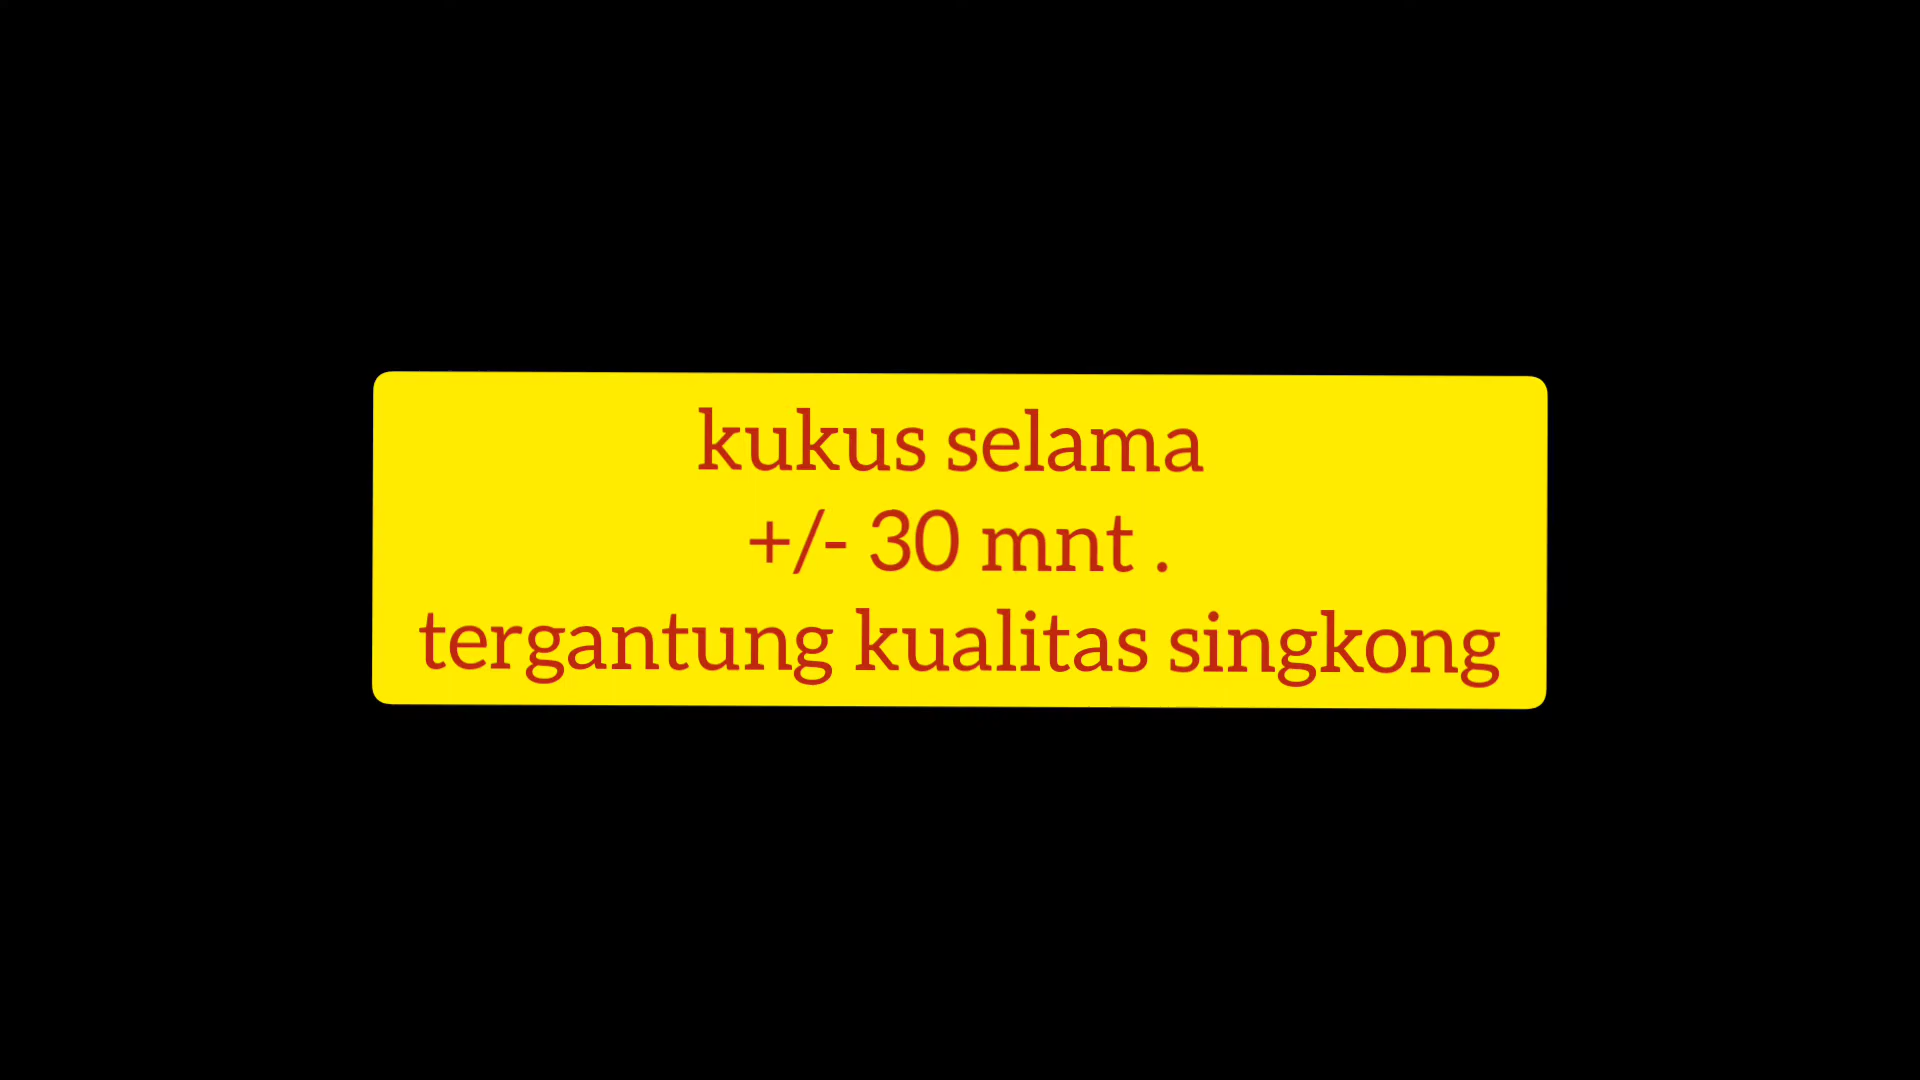 kukus selama
+/- 30 mnt .
tergantung kualitas singkong